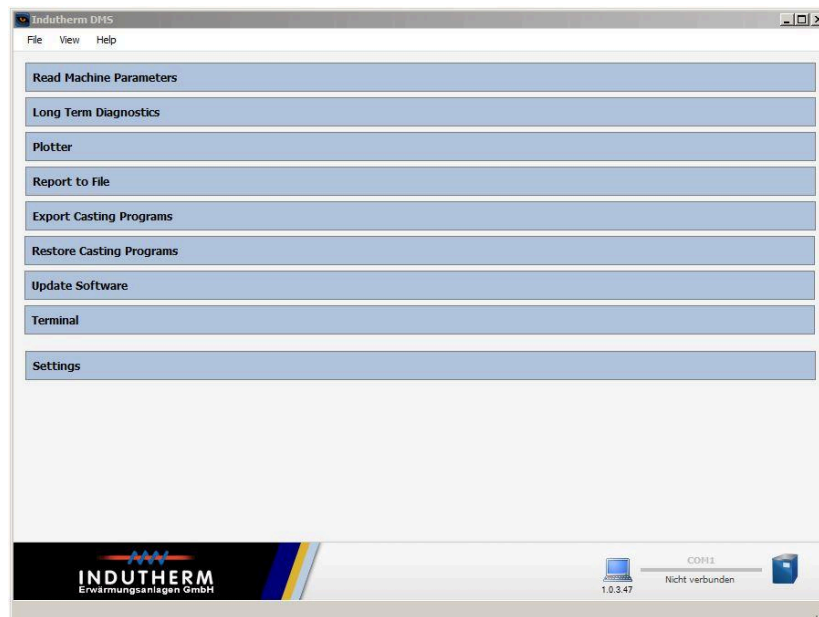 Indutherm DMS
File View Help
Read Machine Parameters
Long Term Diagnostics
Plotter
Report to File
Export Casting Programs
Restore Casting Programs
Update Software
Terminal
Settings
INDUTHERM
Erwärmungsanlagen GmbH
1.0.3.47
COM1
Nicht verbunden